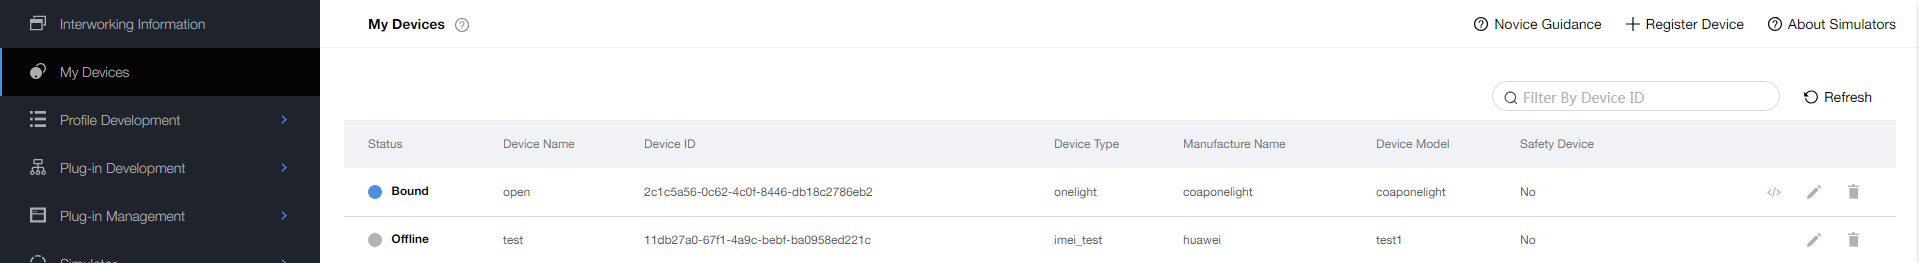 Interworking Information
My Devices
Profile Development
Plug-in Development
Plug-in Management
Simulator
My Devices
Novice Guidance
Register Device
About Simulators
Filter By Device ID
Refresh
Status Device Name Device ID Device Type Manufacture Name Device Model Safety Device
Bound open 2c1c5a56-0c62-4c0f-8446-db18c2786eb2 onelight coaponelight coaponelight No
Offline test 11db27a0-67f1-4a9c-bebf-ba0958ed221c imei_test huawei test1 No